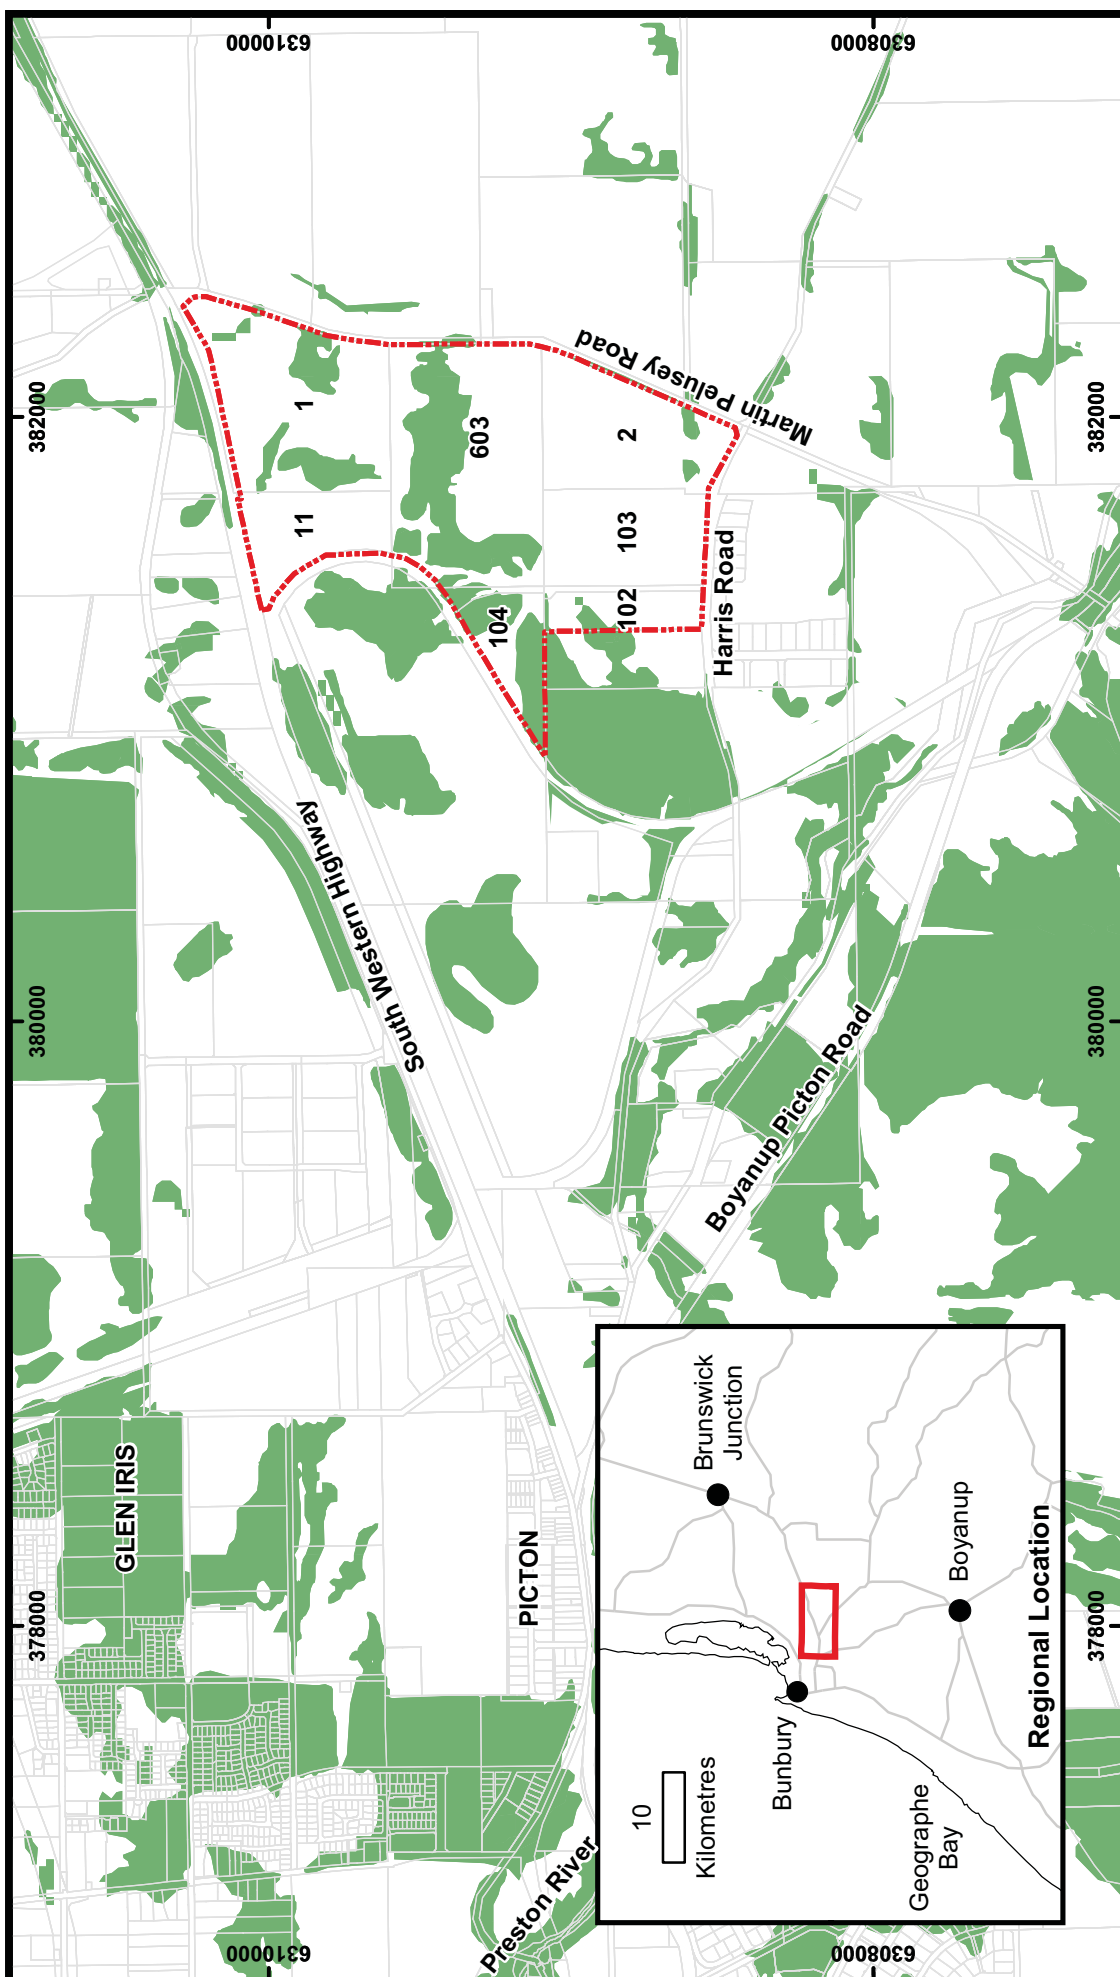 6310000
6308000
382000
382000
1
603
2
11
103
102
104
Martin Pelusey Road
Harris Road
South Western Highway
380000
380000
Boyanup Picton Road
GLEN IRIS
PICTON
378000
378000
Preston River
6310000
6308000
Brunswick
Junction
Boyanup
Bunbury
Geographe
Bay
10
Kilometres
Regional Location